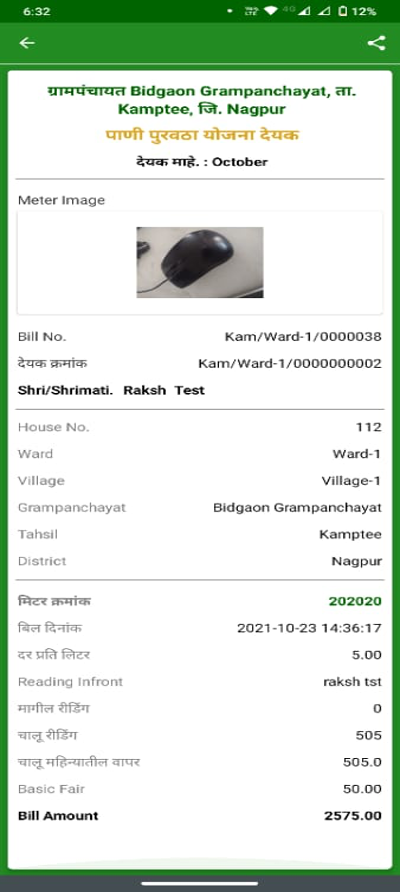 6:32
4G 12%
ग्रामपंचायत Bidgaon Grampanchayat, ता.
Kamptee, जि. Nagpur
पाणी पुरवठा योजना देयक
देयक माहे. : October
Meter Image
Bill No. Kam/Ward-1/0000038
देयक क्रमांक Kam/Ward-1/0000000002
Shri/Shrimati. Raksh Test
House No. 112
Ward Ward-1
Village Village-1
Grampanchayat Bidgaon Grampanchayat
Tahsil Kamptee
District Nagpur
मिटर क्रमांक 202020
बिल दिनांक 2021-10-23 14:36:17
दर प्रति लिटर 5.00
Reading Infront raksh tst
मागील रीडिंग 0
चालू रीडिंग 505
चालू महिन्यातील वापर 505.0
Basic Fair 50.00
Bill Amount 2575.00